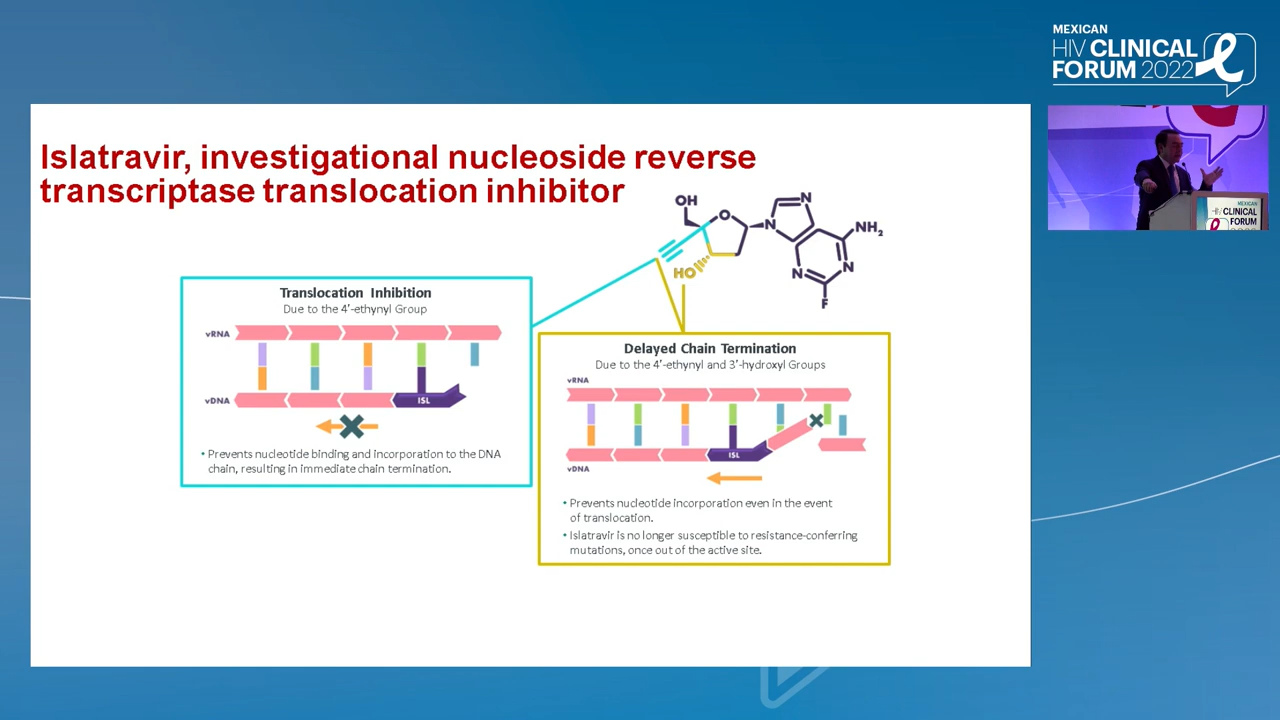 MEXICAN
HIV CLINICAL
FORUM 2022
Islatravir, investigational nucleoside reverse
transcriptase translocation inhibitor
OH
O
N
N
NH₂
HO
N
N
F
Translocation Inhibition
Due to the 4′-ethynyl Group
vRNA
vDNA
ISL
• Prevents nucleotide binding and incorporation to the DNA
chain, resulting in immediate chain termination.
Delayed Chain Termination
Due to the 4′-ethynyl and 3′-hydroxyl Groups
vRNA
vDNA
ISL
• Prevents nucleotide incorporation even in the event
of translocation.
• Islatravir is no longer susceptible to resistance-conferring
mutations, once out of the active site.
MEXICAN
HIV CLINICAL
FORUM